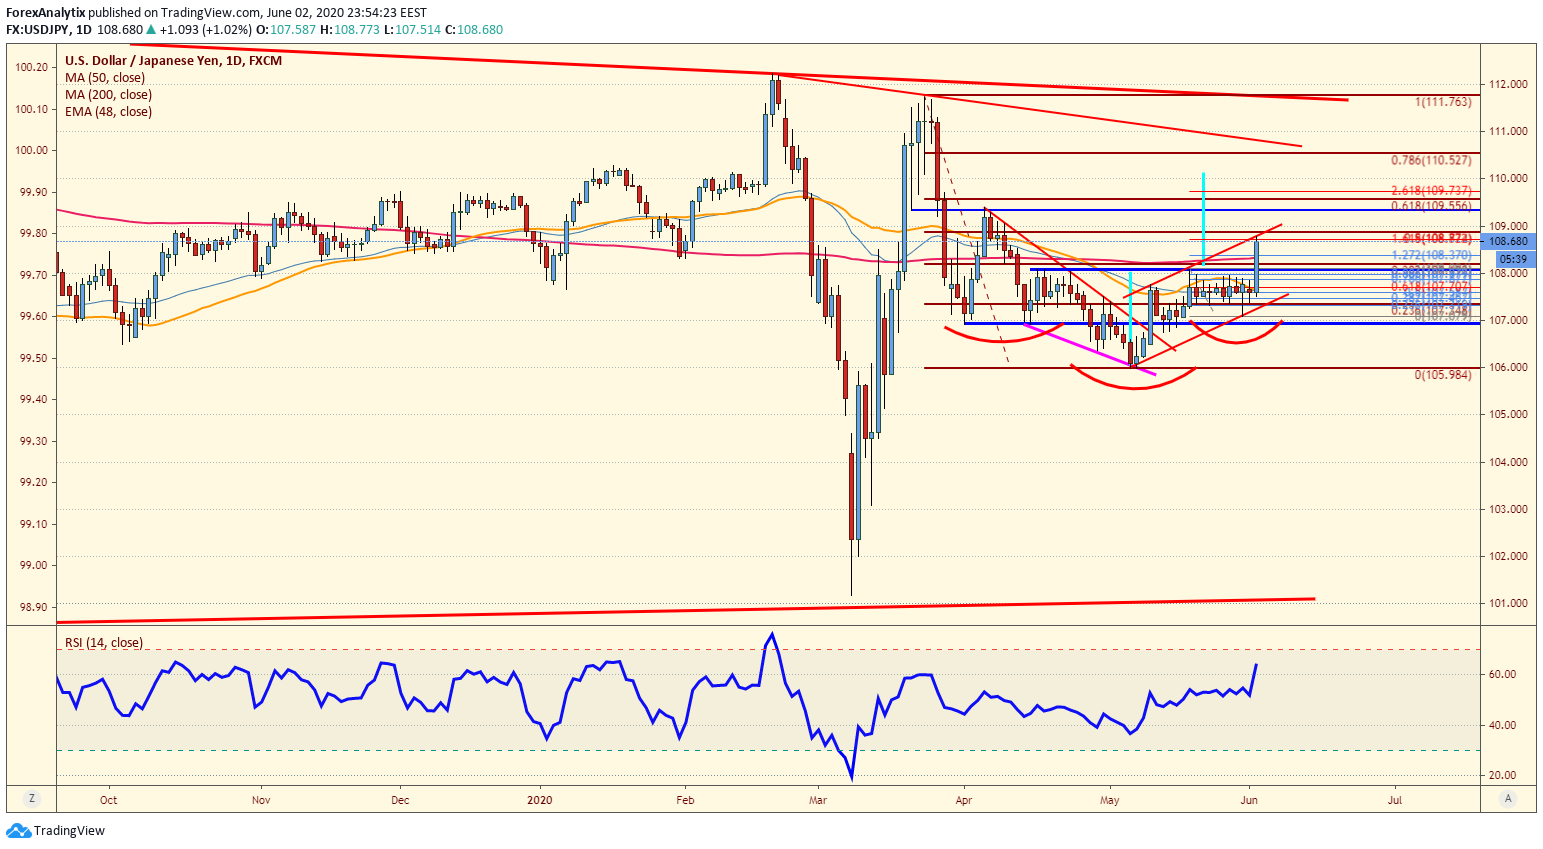 ForexAnalytix published on TradingView.com, June 02, 2020 23:54:23 EEST
FX:USDJPY, 1D 108.680 ▲ +1.093 (+1.02%) O:107.587 H:108.773 L:107.514 C:108.680
U.S. Dollar / Japanese Yen, 1D, FXCM
MA (50, close)
MA (200, close)
EMA (48, close)
100.20
100.10
100.00
99.90
99.80
99.70
99.60
99.50
99.40
99.30
99.20
99.10
99.00
98.90
1(111.763)
0.786(110.527)
2.618(109.737)
0.618(109.556)
1.272(108.370)
0.618(107.707)
0.236(107.348)
0(105.984)
112.000
111.000
110.000
109.000
108.680
05:39
108.000
107.000
106.000
105.000
104.000
103.000
102.000
101.000
RSI (14, close)
60.00
40.00
20.00
Z
Oct
Nov
Dec
2020
Feb
Mar
Apr
May
Jun
Jul
A
TradingView